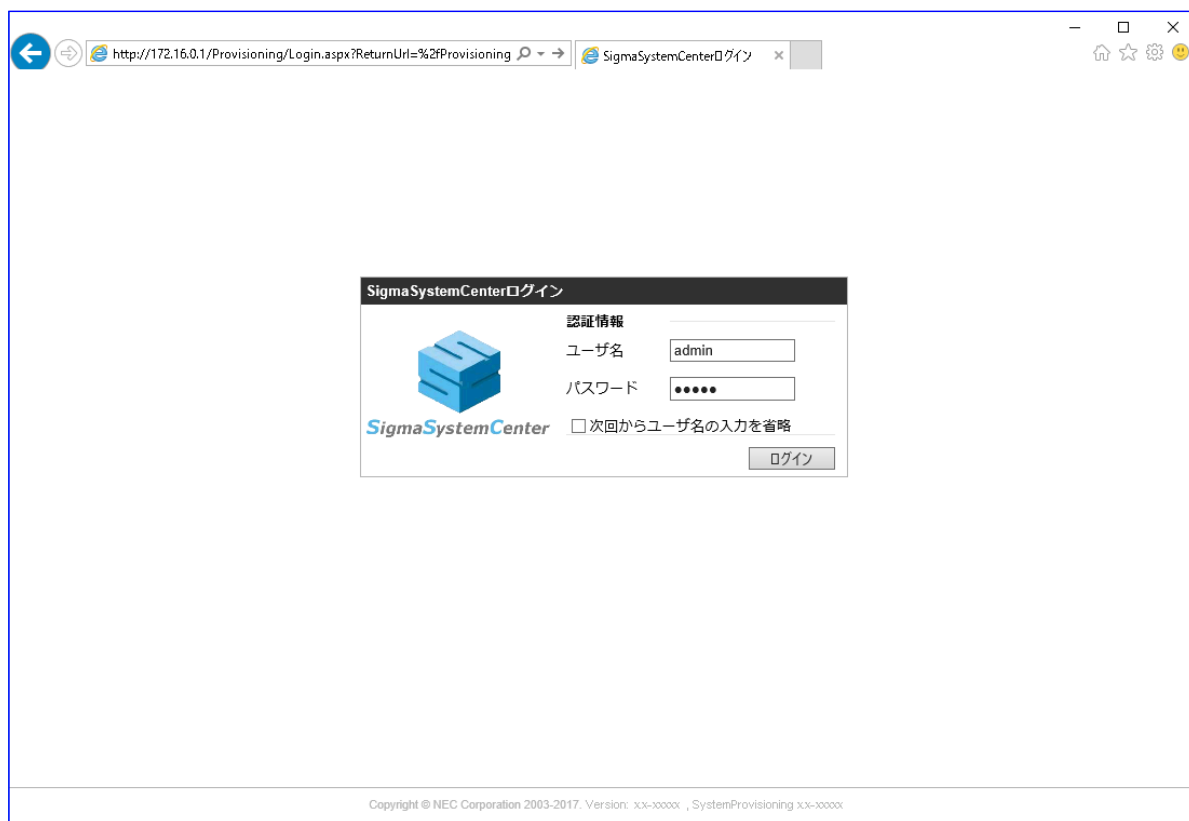 http://172.16.0.1/Provisioning/Login.aspx?ReturnUrl=%2fProvisioning
SigmaSystemCenterログイン
SigmaSystemCenterログイン
認証情報
ユーザ名
admin
パスワード
●●●●●
SigmaSystemCenter
次回からユーザ名の入力を省略
ログイン
Copyright © NEC Corporation 2003-2017. Version: x.x-xxxxx , SystemProvisioning x.x-xxxxx